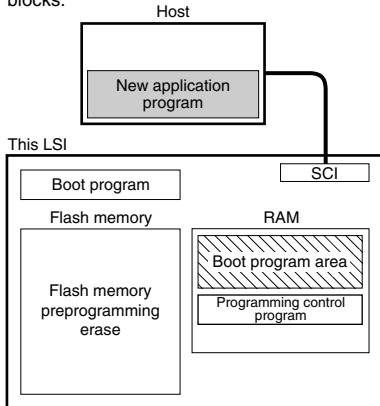 blocks.
Host
New application
program
This LSI
SCI
Boot program
Flash memory
RAM
Flash memory
preprogramming
erase
Boot program area
Programming control
program